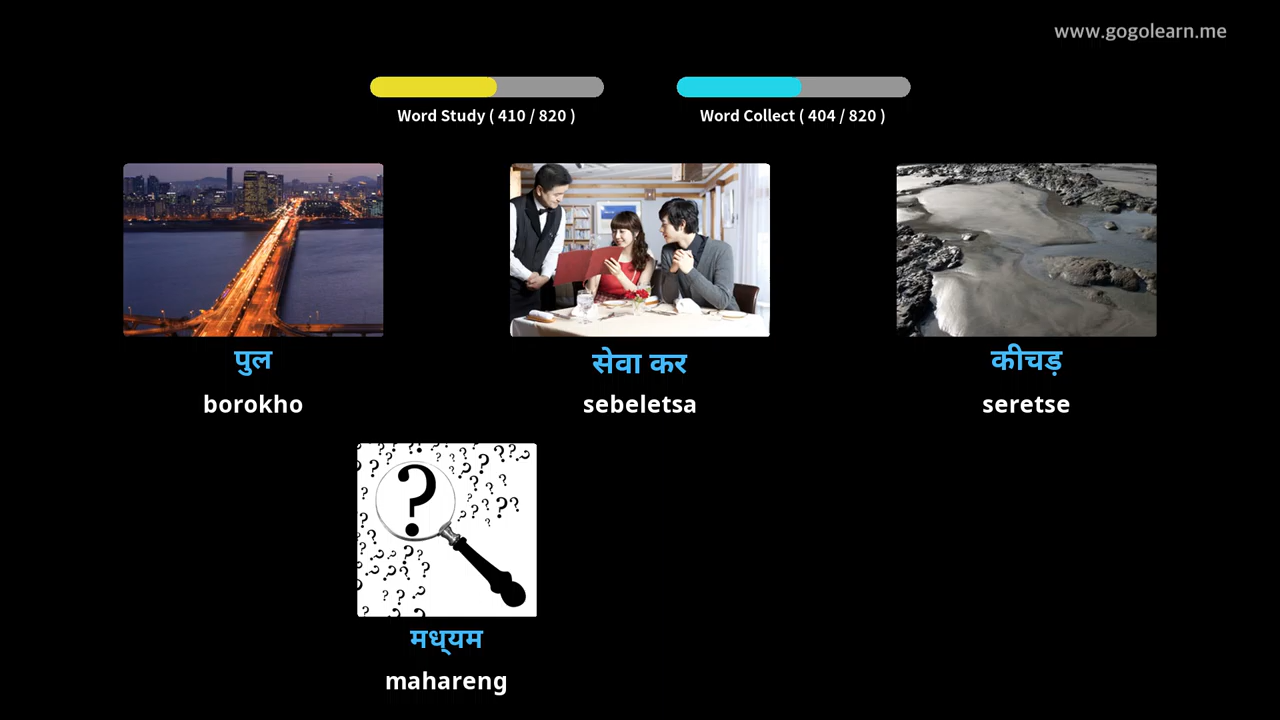 www.gogolearn.me
Word Study ( 410 / 820 )
Word Collect ( 404 / 820 )
पुल
सेवा कर
कीचड़
borokho
sebeletsa
seretse
मध्यम
mahareng